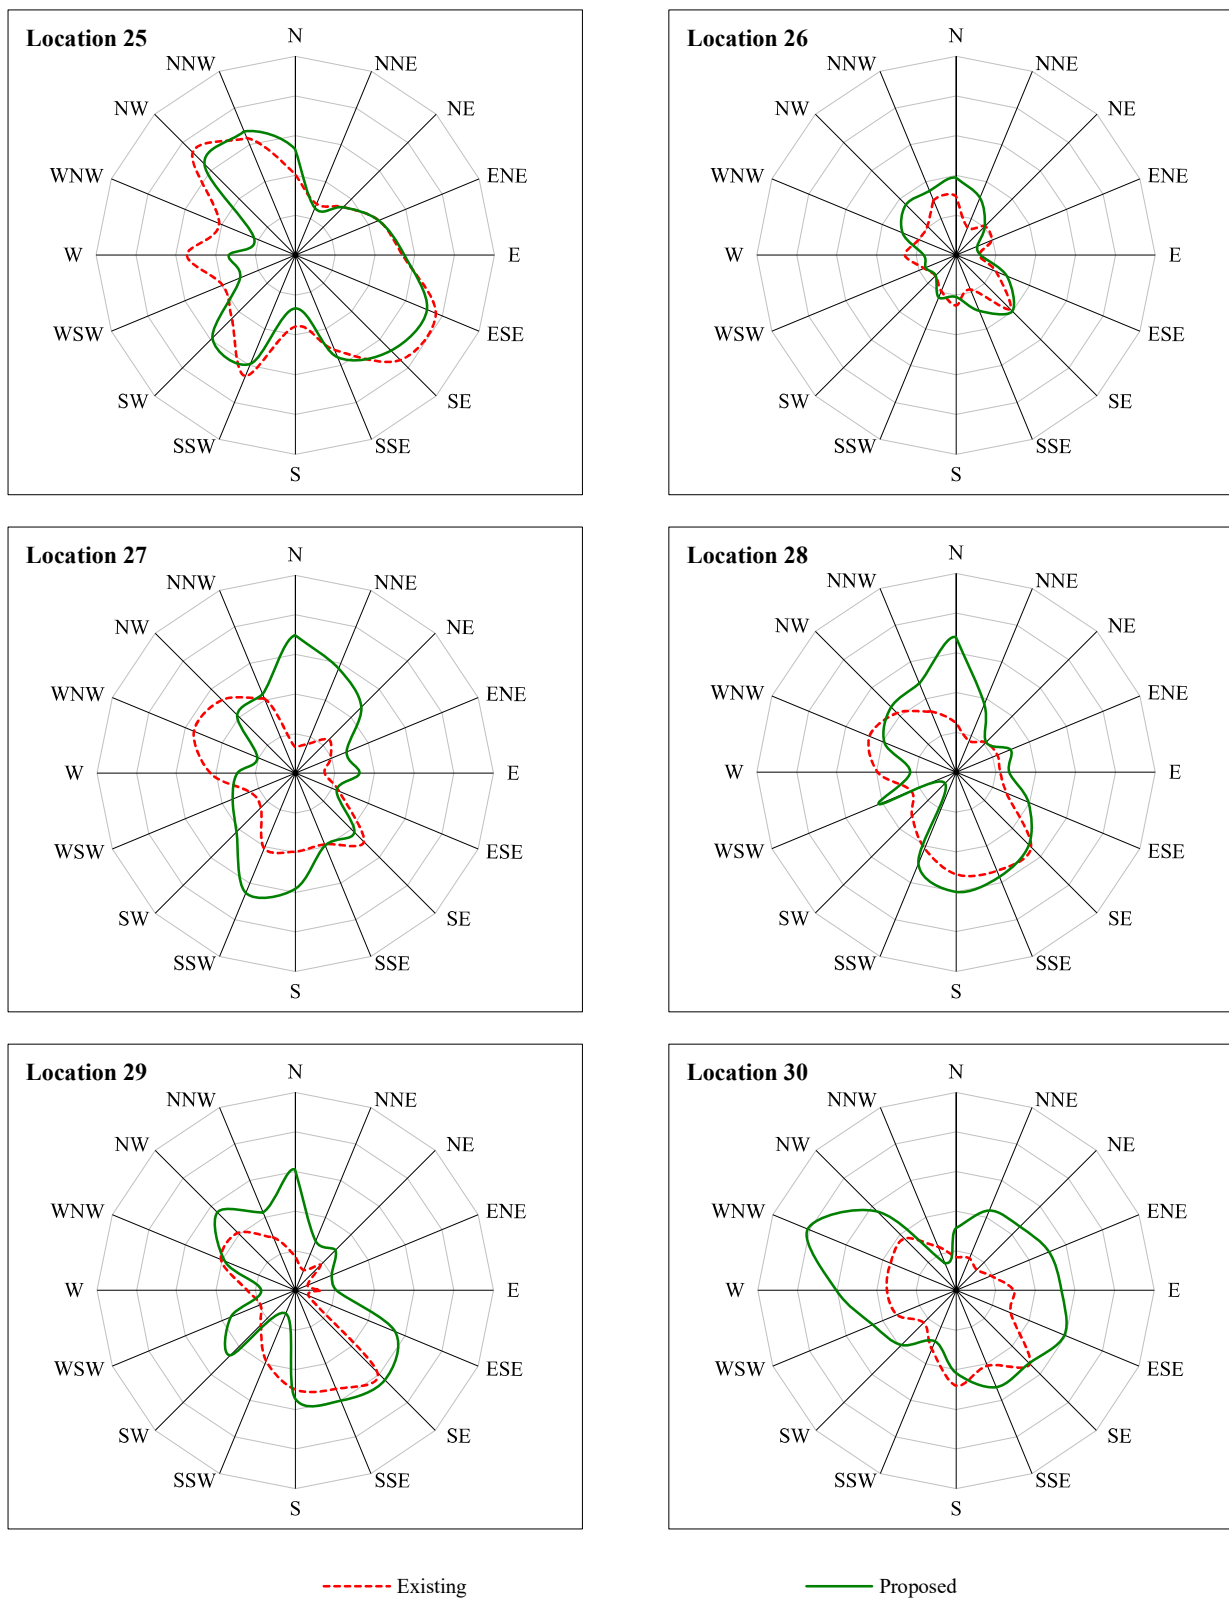 Location 25
N
NNW
NNE
NW
NE
WNW
ENE
W
E
WSW
ESE
SW
SE
SSW
SSE
S
Location 26
N
NNW
NNE
NW
NE
WNW
ENE
W
E
WSW
ESE
SW
SE
SSW
SSE
S
Location 27
N
NNW
NNE
NW
NE
WNW
ENE
W
E
WSW
ESE
SW
SE
SSW
SSE
S
Location 28
N
NNW
NNE
NW
NE
WNW
ENE
W
E
WSW
ESE
SW
SE
SSW
SSE
S
Location 29
N
NNW
NNE
NW
NE
WNW
ENE
W
E
WSW
ESE
SW
SE
SSW
SSE
S
Location 30
N
NNW
NNE
NW
NE
WNW
ENE
W
E
WSW
ESE
SW
SE
SSW
SSE
S
Existing
Proposed